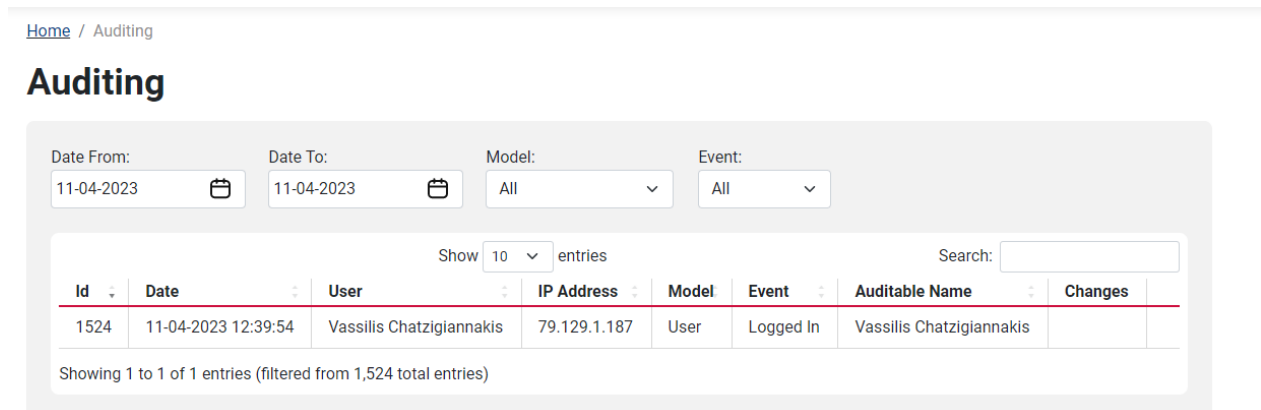 Home / Auditing
Auditing
Date From: Date To: Model: Event:
11-04-2023 11-04-2023 All All
Show 10 entries Search:
Id Date User IP Address Model Event Auditable Name Changes
1524 11-04-2023 12:39:54 Vassilis Chatzigiannakis 79.129.1.187 User Logged In Vassilis Chatzigiannakis
Showing 1 to 1 of 1 entries (filtered from 1,524 total entries)